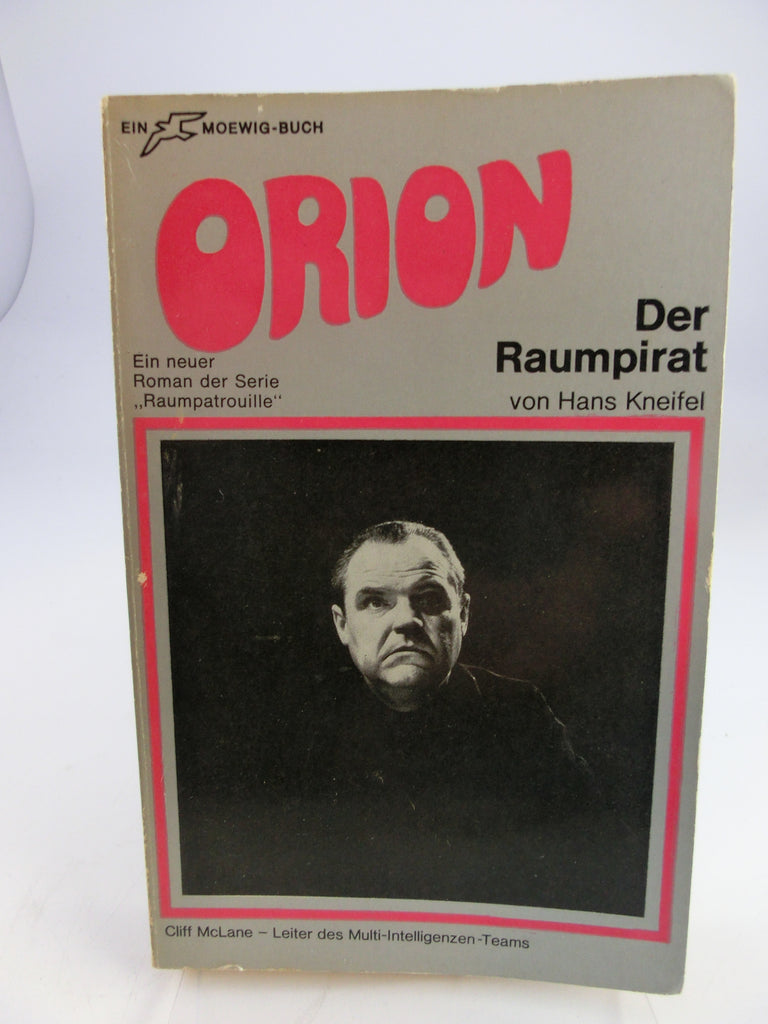 EIN MOEWIG-BUCH
ORION
Der
Raumpirat
von Hans Kneifel
Ein neuer
Roman der Serie
„Raumpatrouille“
Cliff McLane – Leiter des Multi-Intelligenzen-Teams